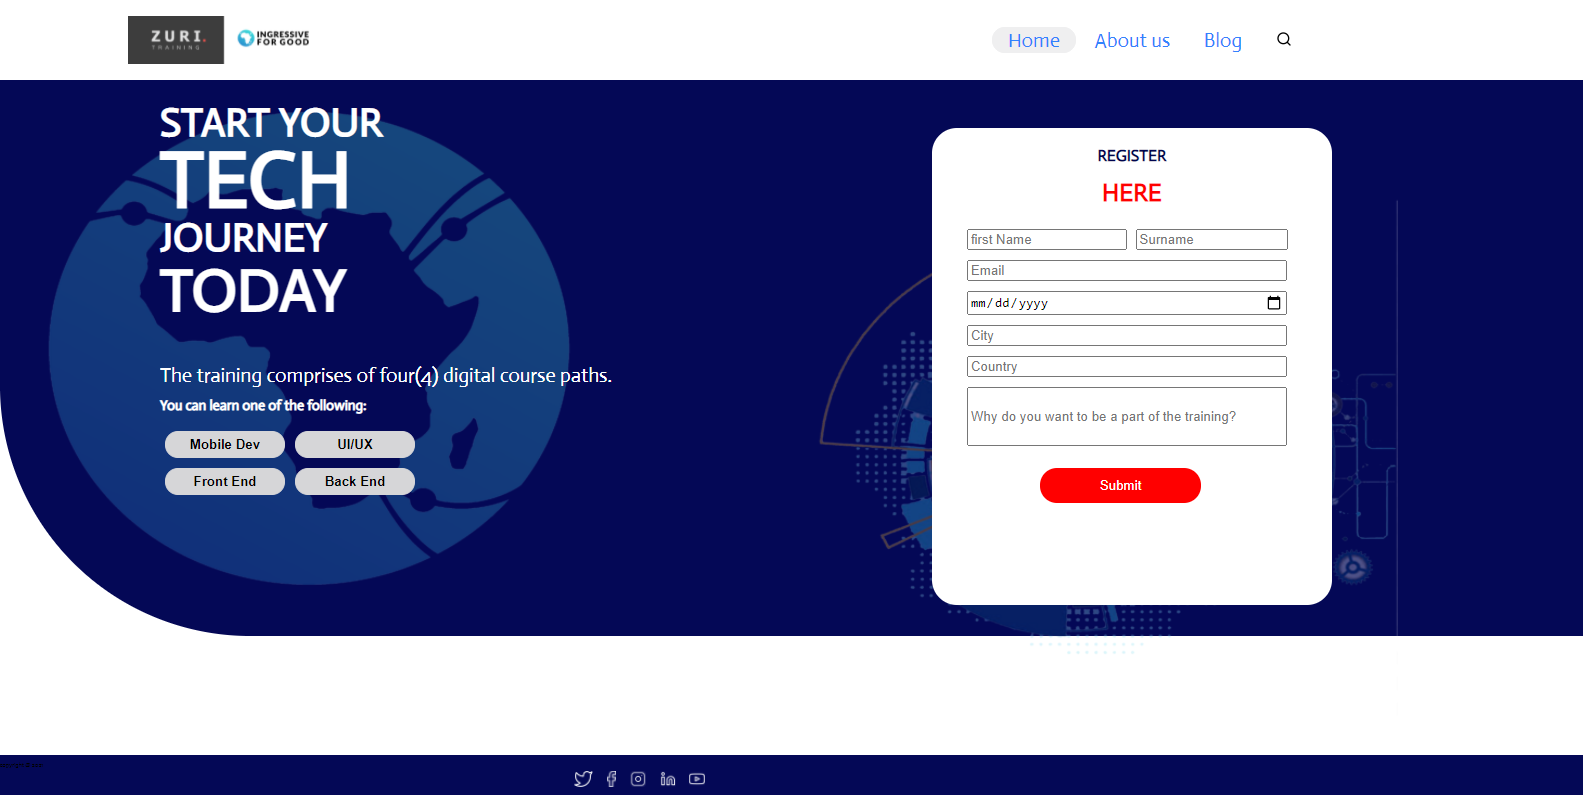 ZURI.
TRAINING
INGRESSIVE
FOR GOOD
Home
About us
Blog
START YOUR
TECH
JOURNEY
TODAY
The training comprises of four(4) digital course paths.
You can learn one of the following:
Mobile Dev
UI/UX
Front End
Back End
REGISTER
HERE
first Name
Surname
Email
mm/dd/yyyy
City
Country
Why do you want to be a part of the training?
Submit